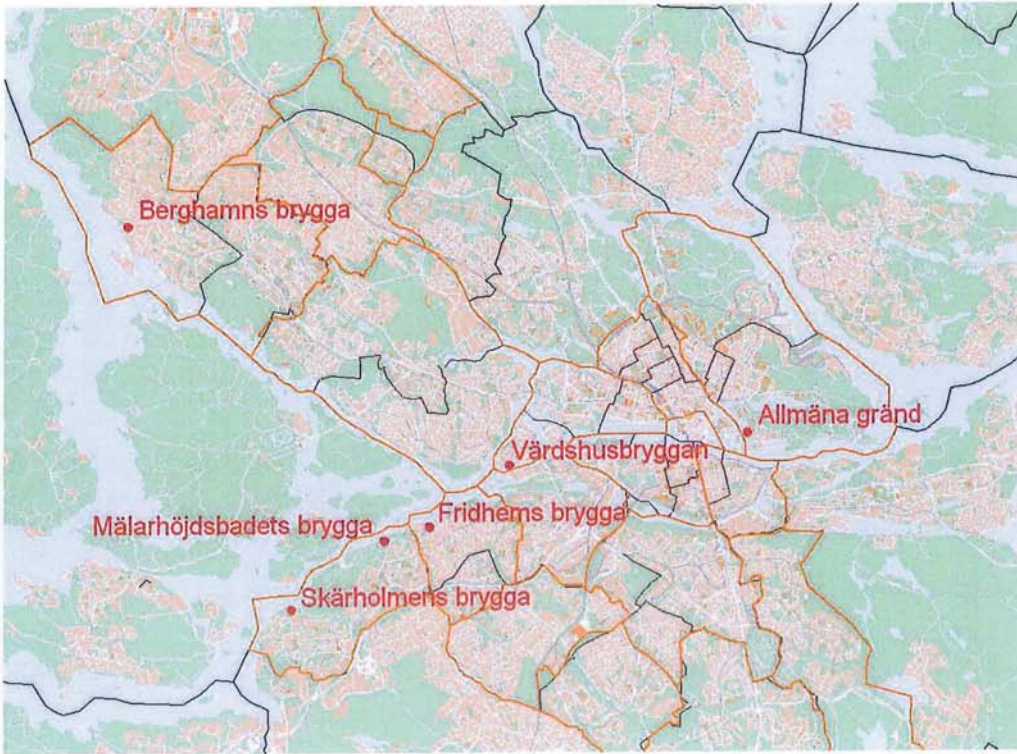 Berghamns brygga
Allmäna gränd
Värdshusbryggan
Fridhems brygga
Mälarhöjdsbadets brygga
Skärholmens brygga